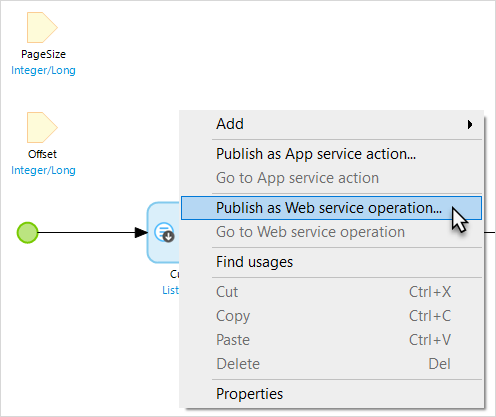 PageSize
Integer/Long
Offset
Integer/Long
Add
Publish as App service action...
Go to App service action
Publish as Web service operation...
Go to Web service operation
Find usages
Cut Ctrl+X
Copy Ctrl+C
Paste Ctrl+V
Delete Del
Properties
Cu
List